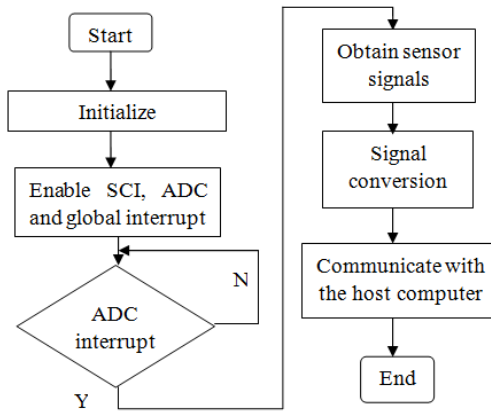 Start
Initialize
Enable SCI, ADC
and global interrupt
N
ADC
interrupt
Y
Obtain sensor
signals
Signal
conversion
Communicate with
the host computer
End